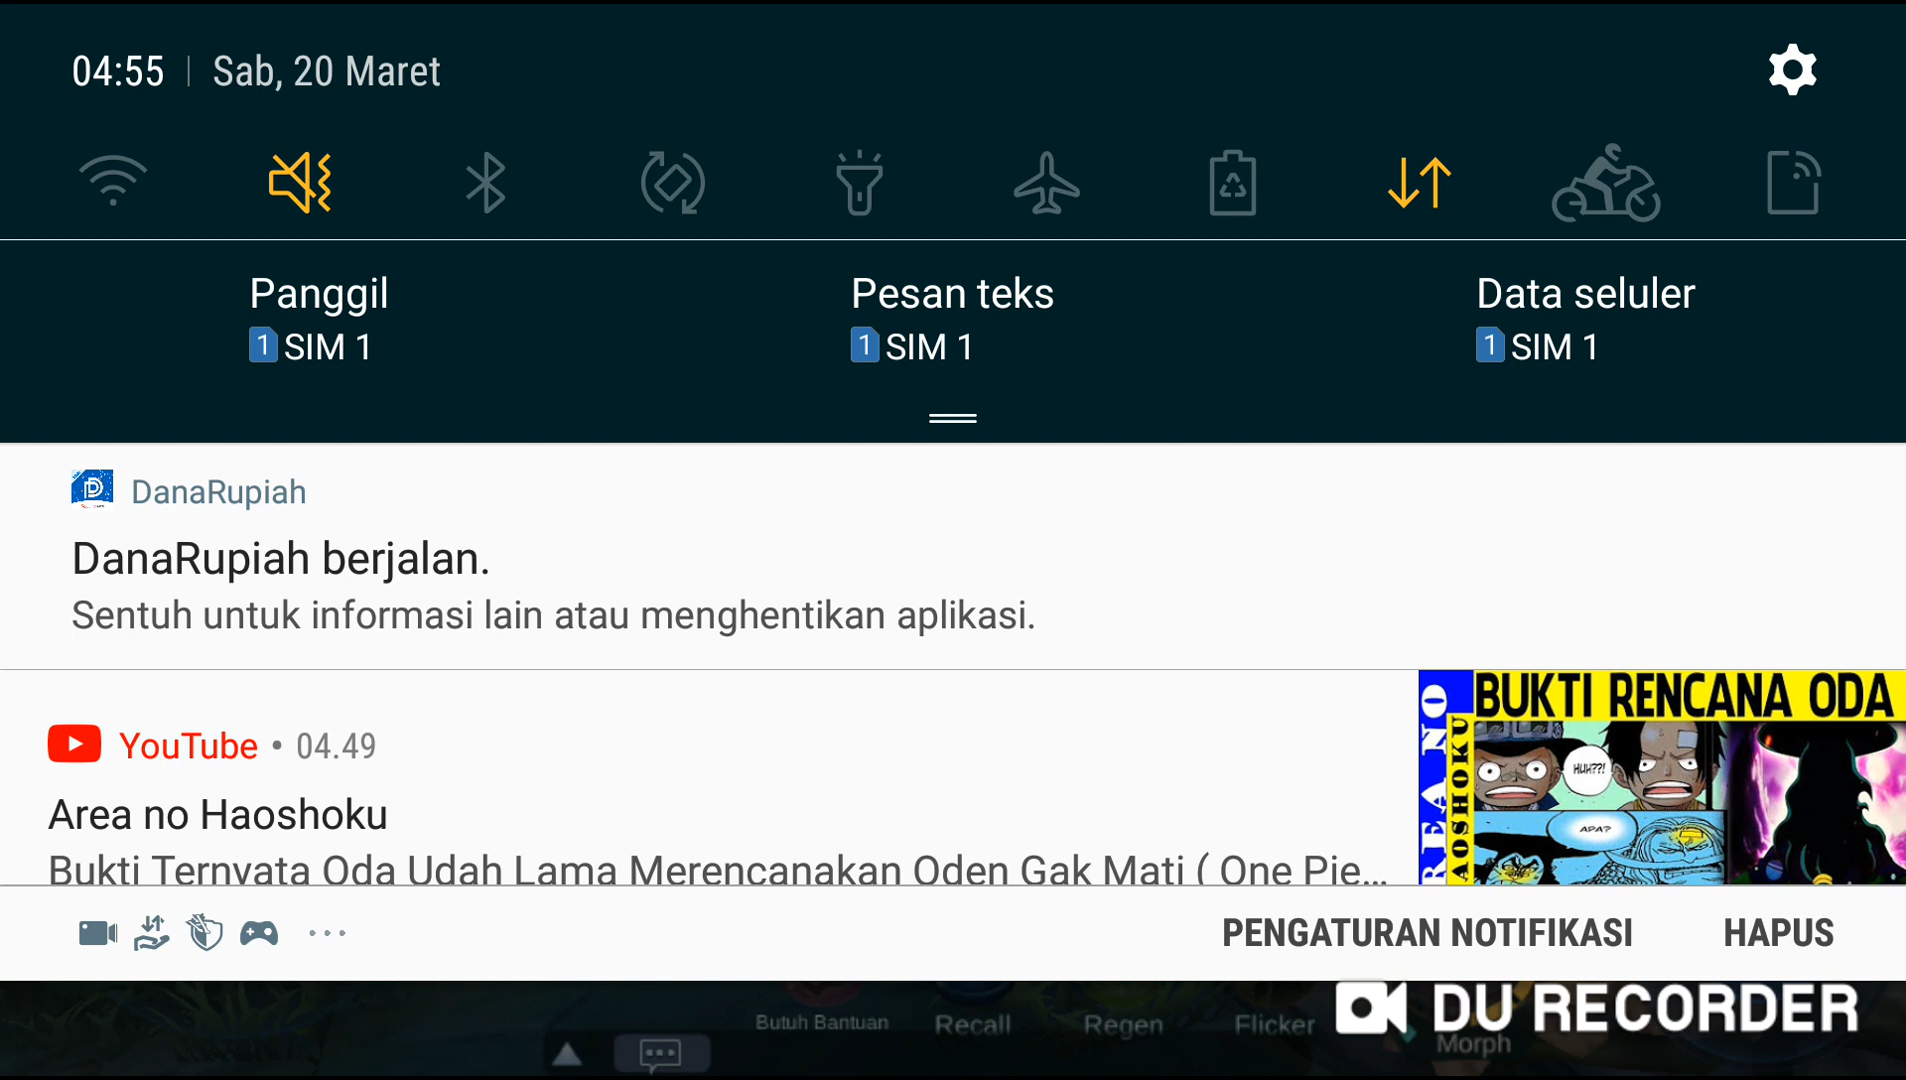 04:55 | Sab, 20 Maret
Panggil
1 SIM 1
Pesan teks
1 SIM 1
Data seluler
1 SIM 1
DanaRupiah
DanaRupiah berjalan.
Sentuh untuk informasi lain atau menghentikan aplikasi.
YouTube • 04.49
Area no Haoshoku
Bukti Ternyata Oda Udah Lama Merencanakan Oden Gak Mati ( One Pie...
BUKTI RENCANA ODA
REA NO
AOSHOKU
HUH??!
APA?
PENGATURAN NOTIFIKASI
HAPUS
DU RECORDER
Butuh Bantuan
Recall
Regen
Flicker
Morph